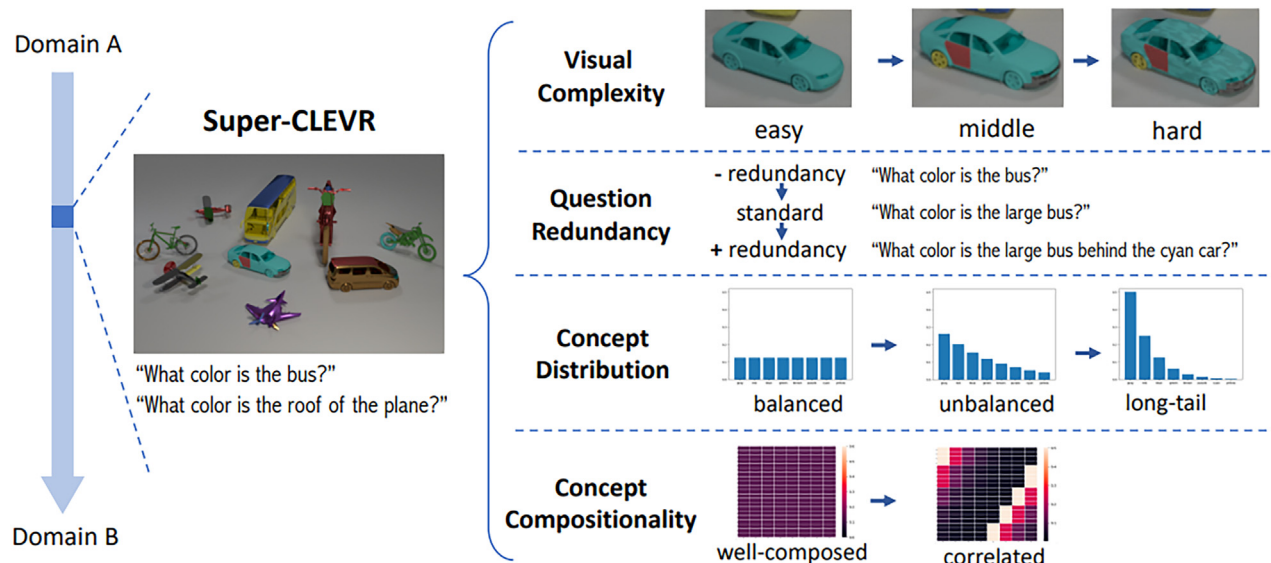 Domain A
Super-CLEVR
“What color is the bus?”
“What color is the roof of the plane?”
Domain B
Visual
Complexity
easy
middle
hard
Question
Redundancy
- redundancy
“What color is the bus?”
standard
“What color is the large bus?”
+ redundancy
“What color is the large bus behind the cyan car?”
Concept
Distribution
balanced
unbalanced
long-tail
Concept
Compositionality
well-composed
correlated